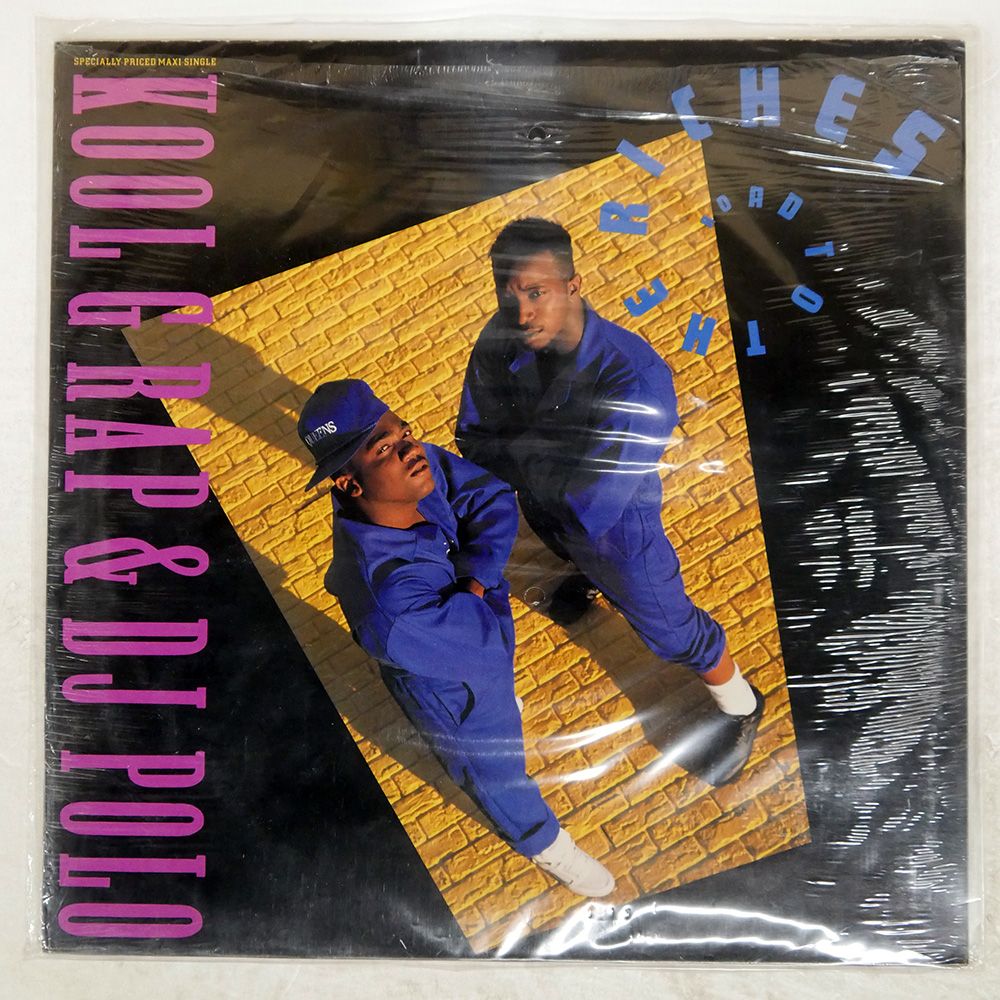 SPECIALLY PRICED MAXI SINGLE
KOOL G RAP & DJ POLO
ROAD TO THE RICHES
QUEENS